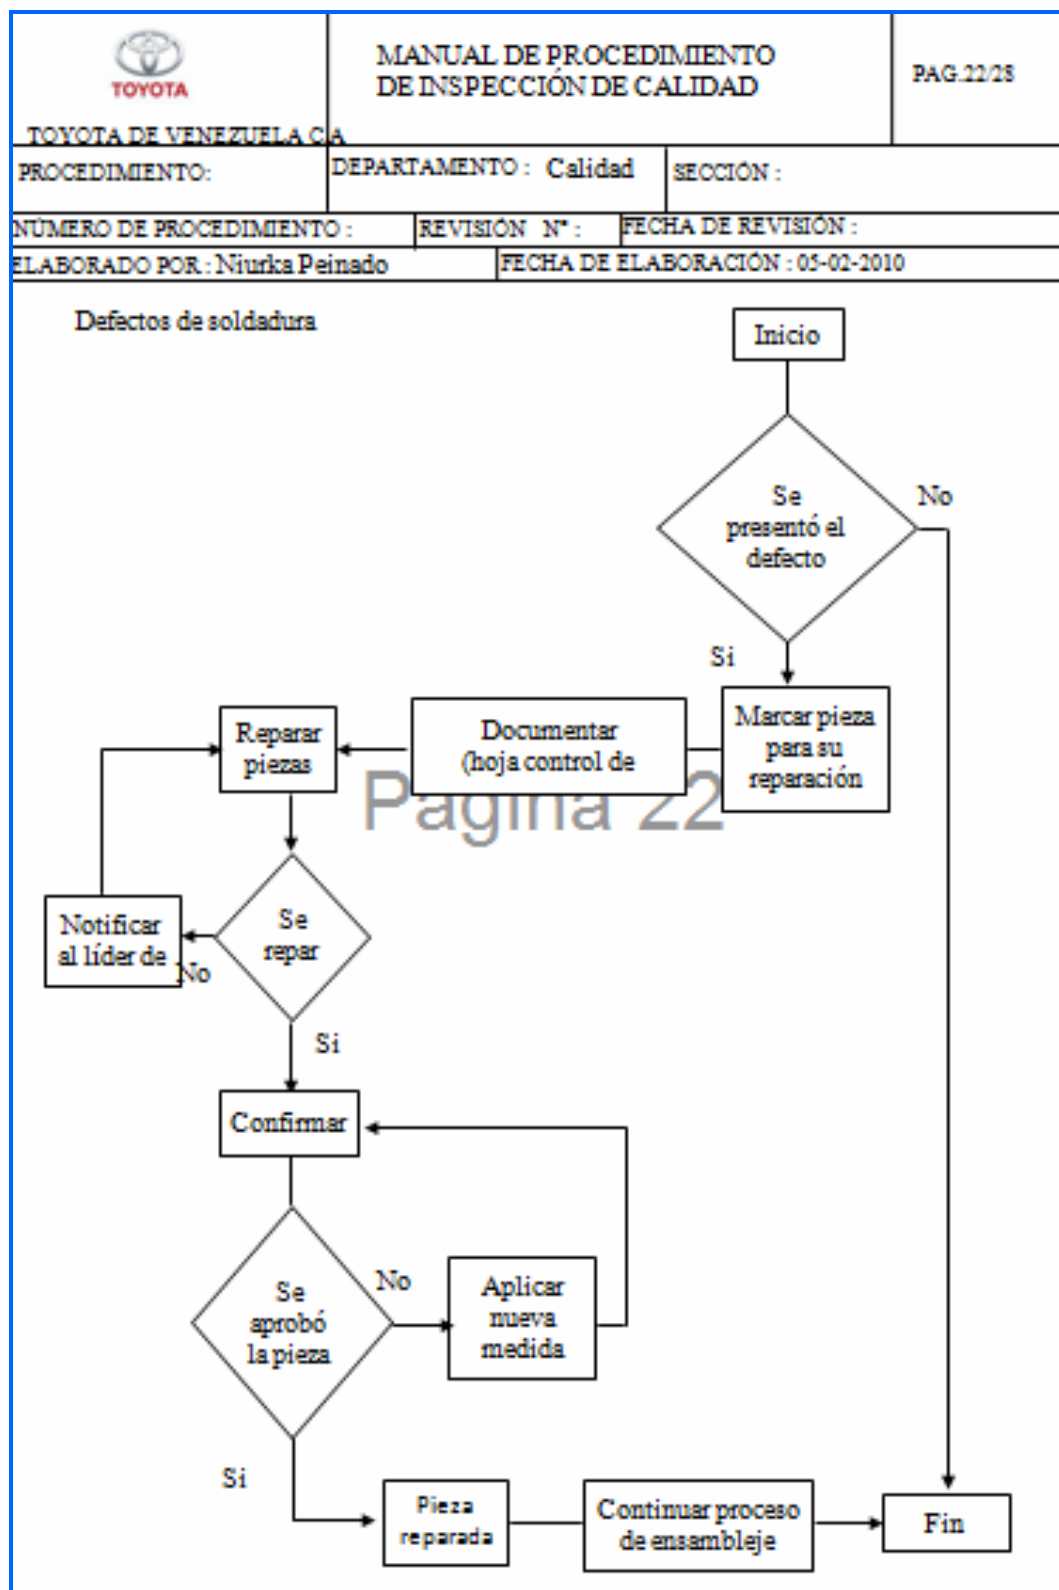 TOYOTA
TOYOTA DE VENEZUELA C.A
MANUAL DE PROCEDIMIENTO
DE INSPECCIÓN DE CALIDAD
PAG.22/28
PROCEDIMIENTO:
DEPARTAMENTO : Calidad
SECCIÓN :
NÚMERO DE PROCEDIMIENTO :
REVISIÓN N° :
FECHA DE REVISIÓN :
ELABORADO POR : Niurka Peinado
FECHA DE ELABORACIÓN : 05-02-2010
Defectos de soldadura
Inicio
Se
presentó el
defecto
No
Si
Marcar pieza
para su
reparación
Documentar
(hoja control de
Reparar
piezas
Página 22
Se
repar
Notificar
al líder de
No
Si
Confirmar
Se
aprobó
la pieza
No
Aplicar
nueva
medida
Si
Pieza
reparada
Continuar proceso
de ensambleje
Fin